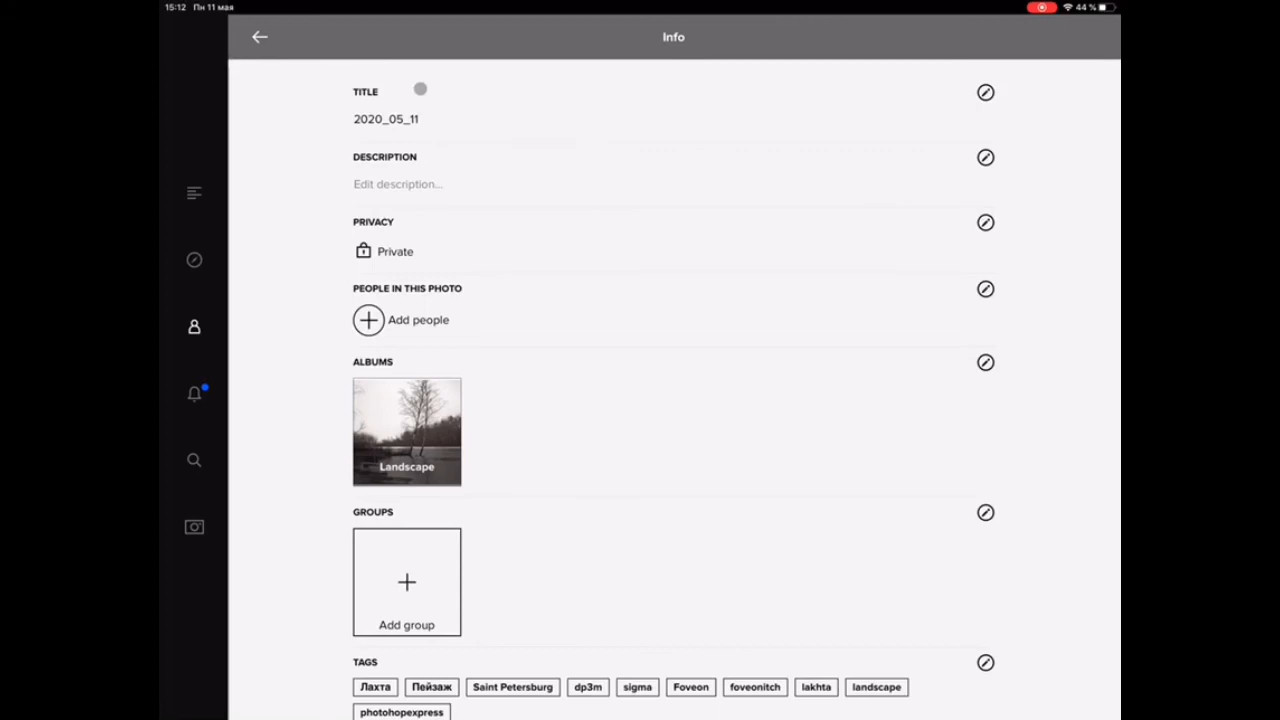 15:12 Пн 11 мая 44 %
Info
TITLE
2020_05_11
DESCRIPTION
Edit description...
PRIVACY
Private
PEOPLE IN THIS PHOTO
Add people
ALBUMS
Landscape
GROUPS
Add group
TAGS
Лахта Пейзаж Saint Petersburg dp3m sigma Foveon foveonitch lakhta landscape
photohopexpress